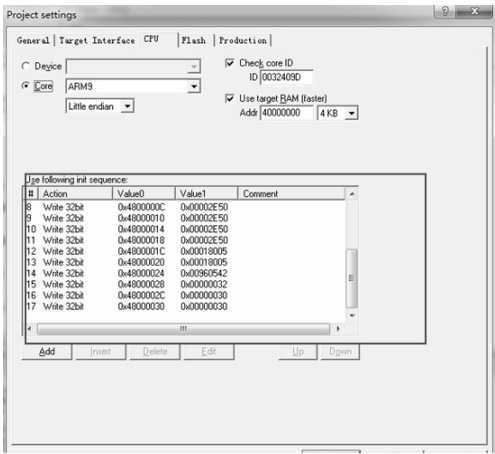 Project settings
General Target Interface CPU Flash Production
Device
Core ARM9
Little endian
Check core ID
ID 0032409D
Use target RAM (faster)
Addr 40000000 4 KB
Use following init sequence:
# Action Value0 Value1 Comment
8 Write 32bit 0x4800000C 0x00002E50
9 Write 32bit 0x48000010 0x00002E50
10 Write 32bit 0x48000014 0x00002E50
11 Write 32bit 0x48000018 0x00002E50
12 Write 32bit 0x4800001C 0x00018005
13 Write 32bit 0x48000020 0x00018005
14 Write 32bit 0x48000024 0x00960542
15 Write 32bit 0x48000028 0x00000032
16 Write 32bit 0x4800002C 0x00000030
17 Write 32bit 0x48000030 0x00000030
Add Insert Delete Edit Up Down